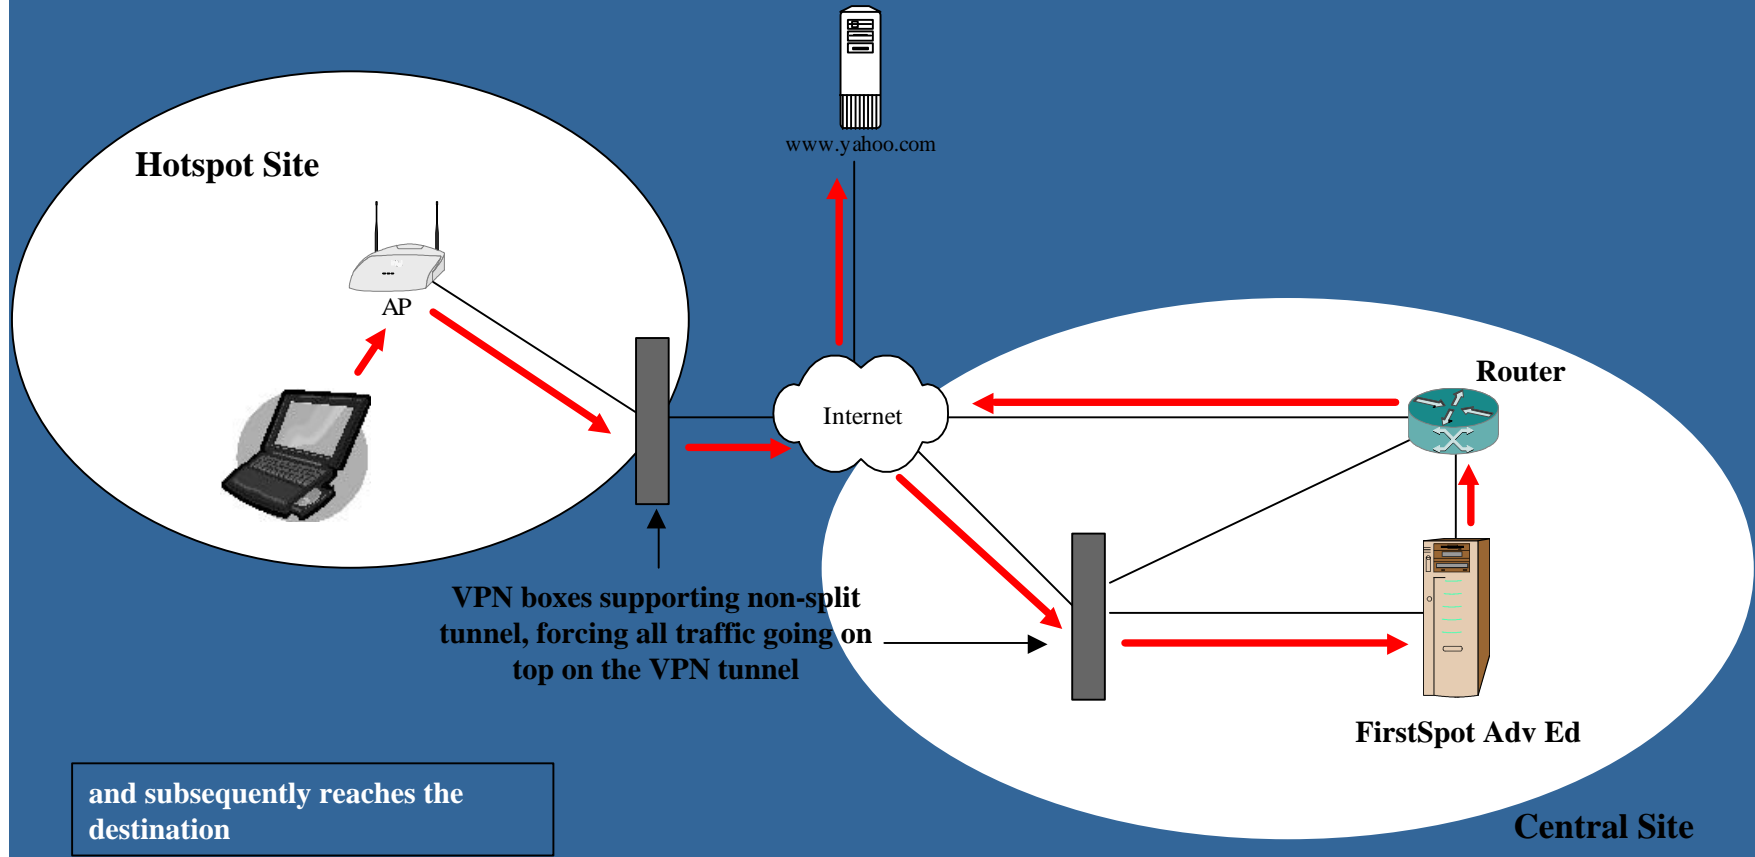 www.yahoo.com
Hotspot Site
AP
Internet
Router
VPN boxes supporting non-split
tunnel, forcing all traffic going on
top on the VPN tunnel
FirstSpot Adv Ed
and subsequently reaches the
destination
Central Site